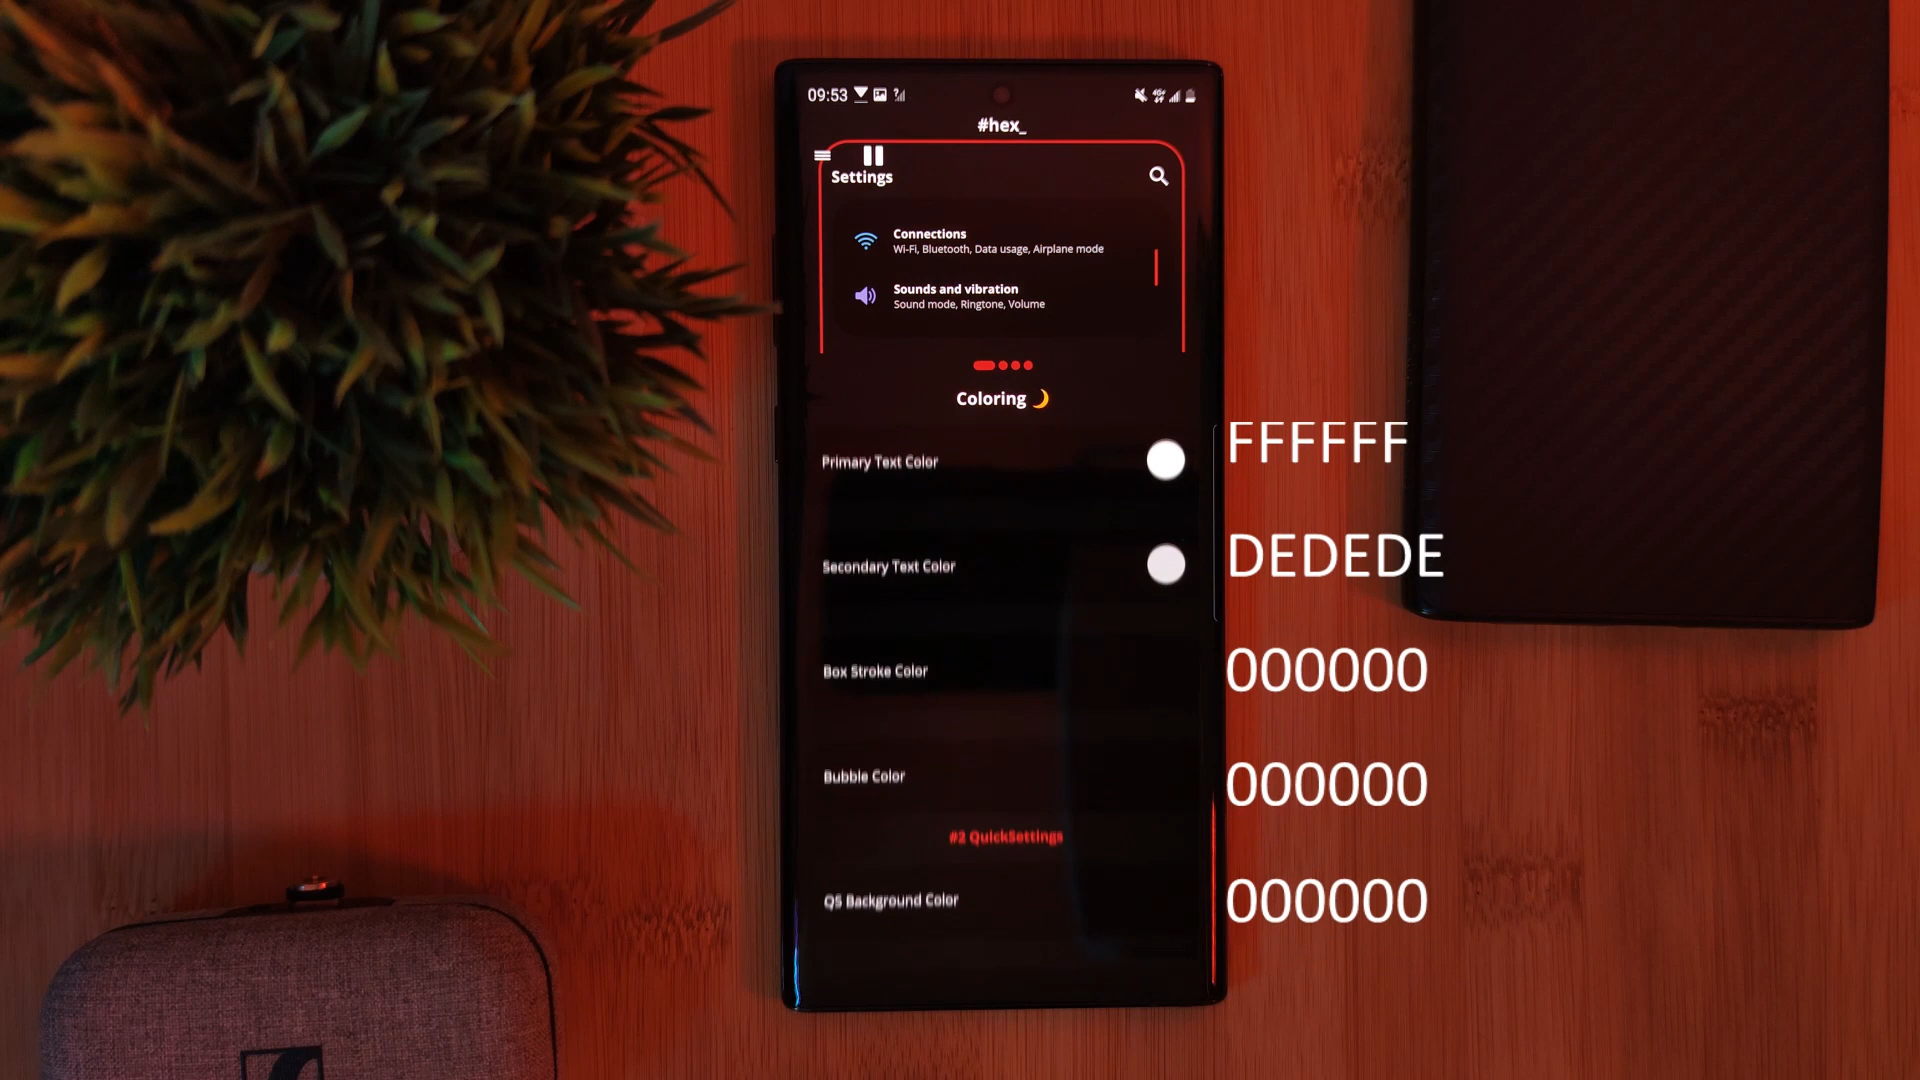 09:53
#hex_
Settings
Connections
Wi-Fi, Bluetooth, Data usage, Airplane mode
Sounds and vibration
Sound mode, Ringtone, Volume
Coloring
Primary Text Color
FFFFFF
Secondary Text Color
DEDEDE
Box Stroke Color
000000
Bubble Color
000000
#2 QuickSettings
QS Background Color
000000